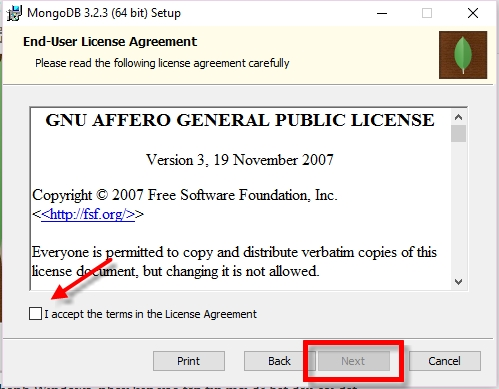 MongoDB 3.2.3 (64 bit) Setup
End-User License Agreement
Please read the following license agreement carefully
GNU AFFERO GENERAL PUBLIC LICENSE
Version 3, 19 November 2007
Copyright © 2007 Free Software Foundation, Inc.
<<http://fsf.org/>>
Everyone is permitted to copy and distribute verbatim copies of this
license document, but changing it is not allowed.
I accept the terms in the License Agreement
Print Back Next Cancel